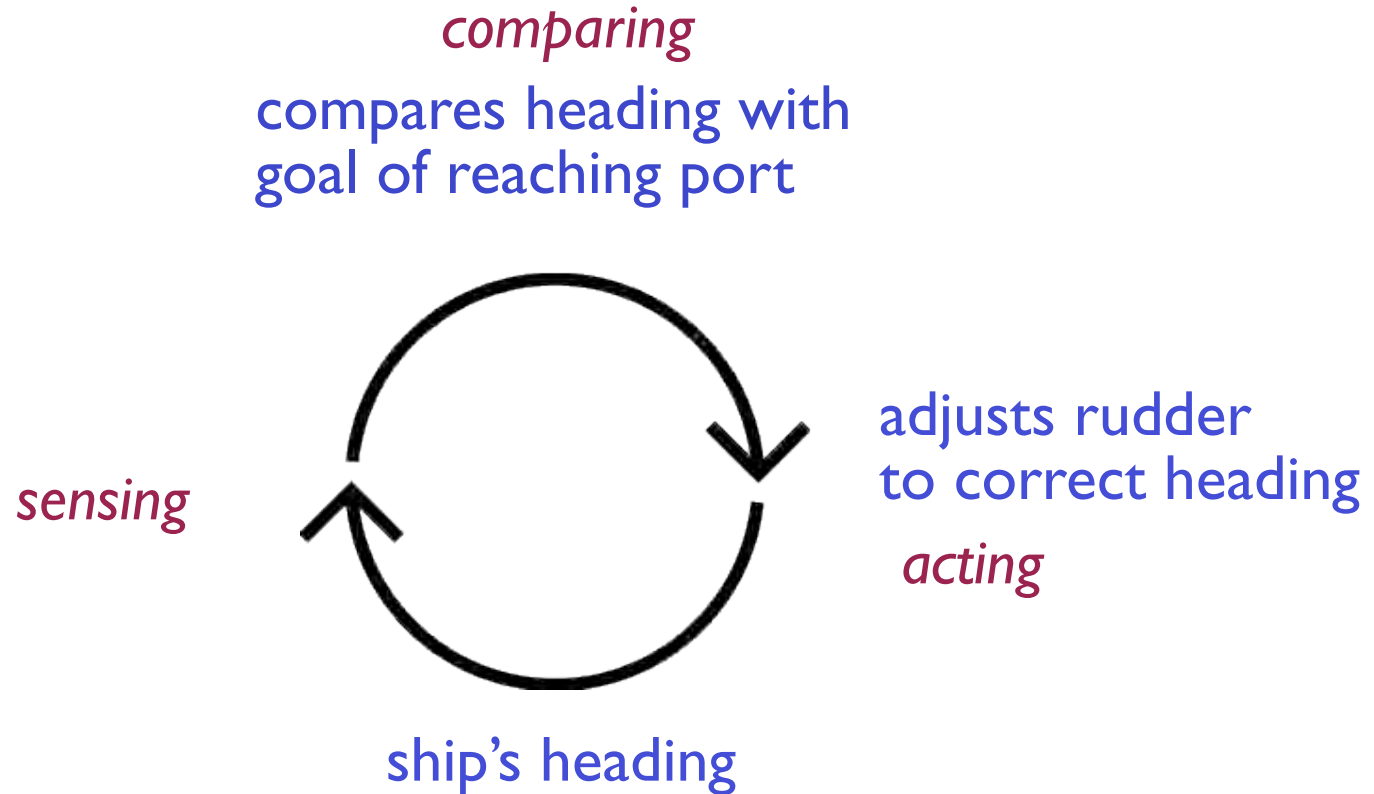 comparing
compares heading with
goal of reaching port
adjusts rudder
to correct heading
sensing
acting
ship’s heading